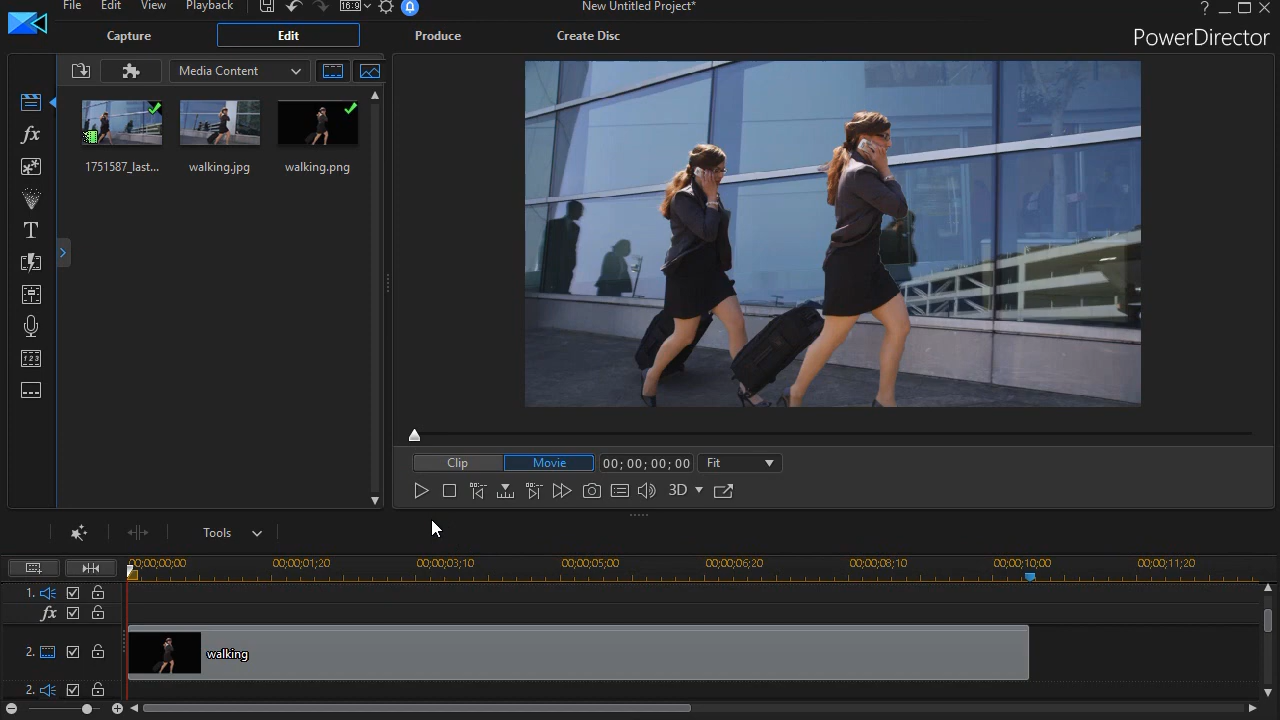 File Edit View Playback 16:9 New Untitled Project* ?
Capture Edit Produce Create Disc PowerDirector
Media Content
1751587_last... walking.jpg walking.png
fx
T
Clip Movie 00; 00; 00; 00 Fit
3D
Tools
00;00;00;00 00;00;01;20 00;00;03;10 00;00;05;00 00;00;06;20 00;00;08;10 00;00;10;00 00;00;11;20
1.
fx
2. walking
2.